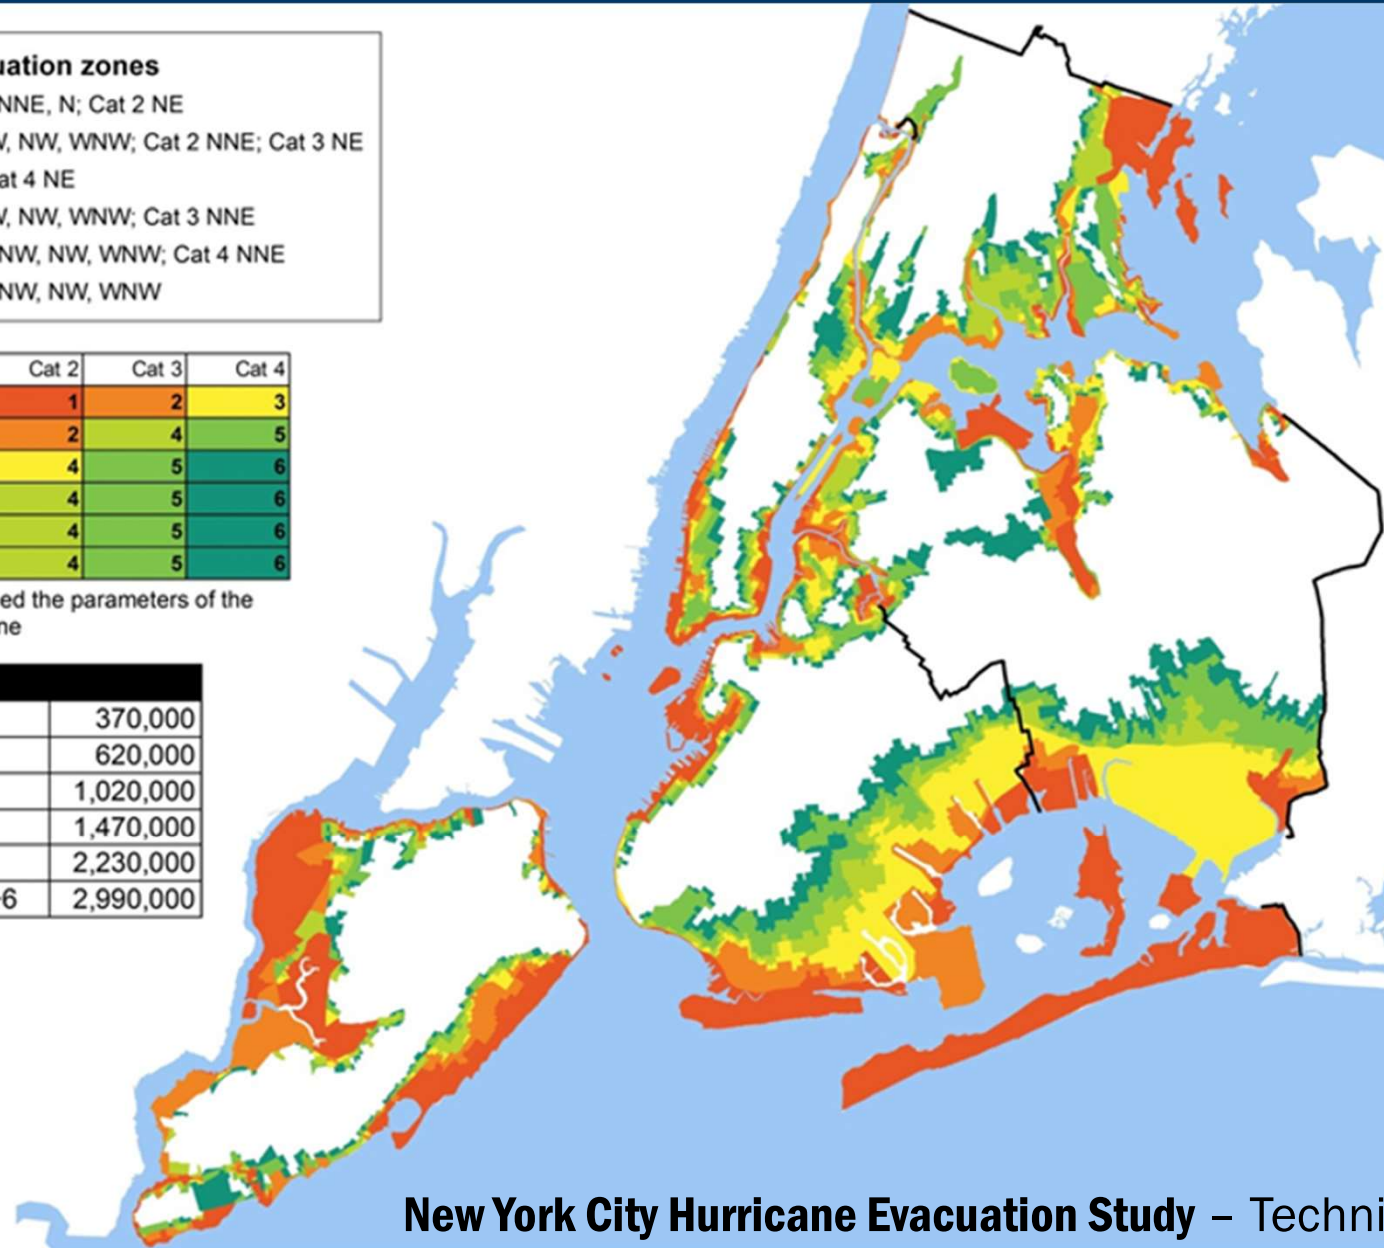 uation zones
NNE, N; Cat 2 NE
V, NW, WNW; Cat 2 NNE; Cat 3 NE
at 4 NE
V, NW, WNW; Cat 3 NNE
NW, NW, WNW; Cat 4 NNE
NW, NW, WNW
Cat 2 Cat 3 Cat 4
1 2 3
2 4 5
4 5 6
4 5 6
4 5 6
4 5 6
ed the parameters of the
ne
370,000
620,000
1,020,000
1,470,000
2,230,000
6 2,990,000
New York City Hurricane Evacuation Study – Techni